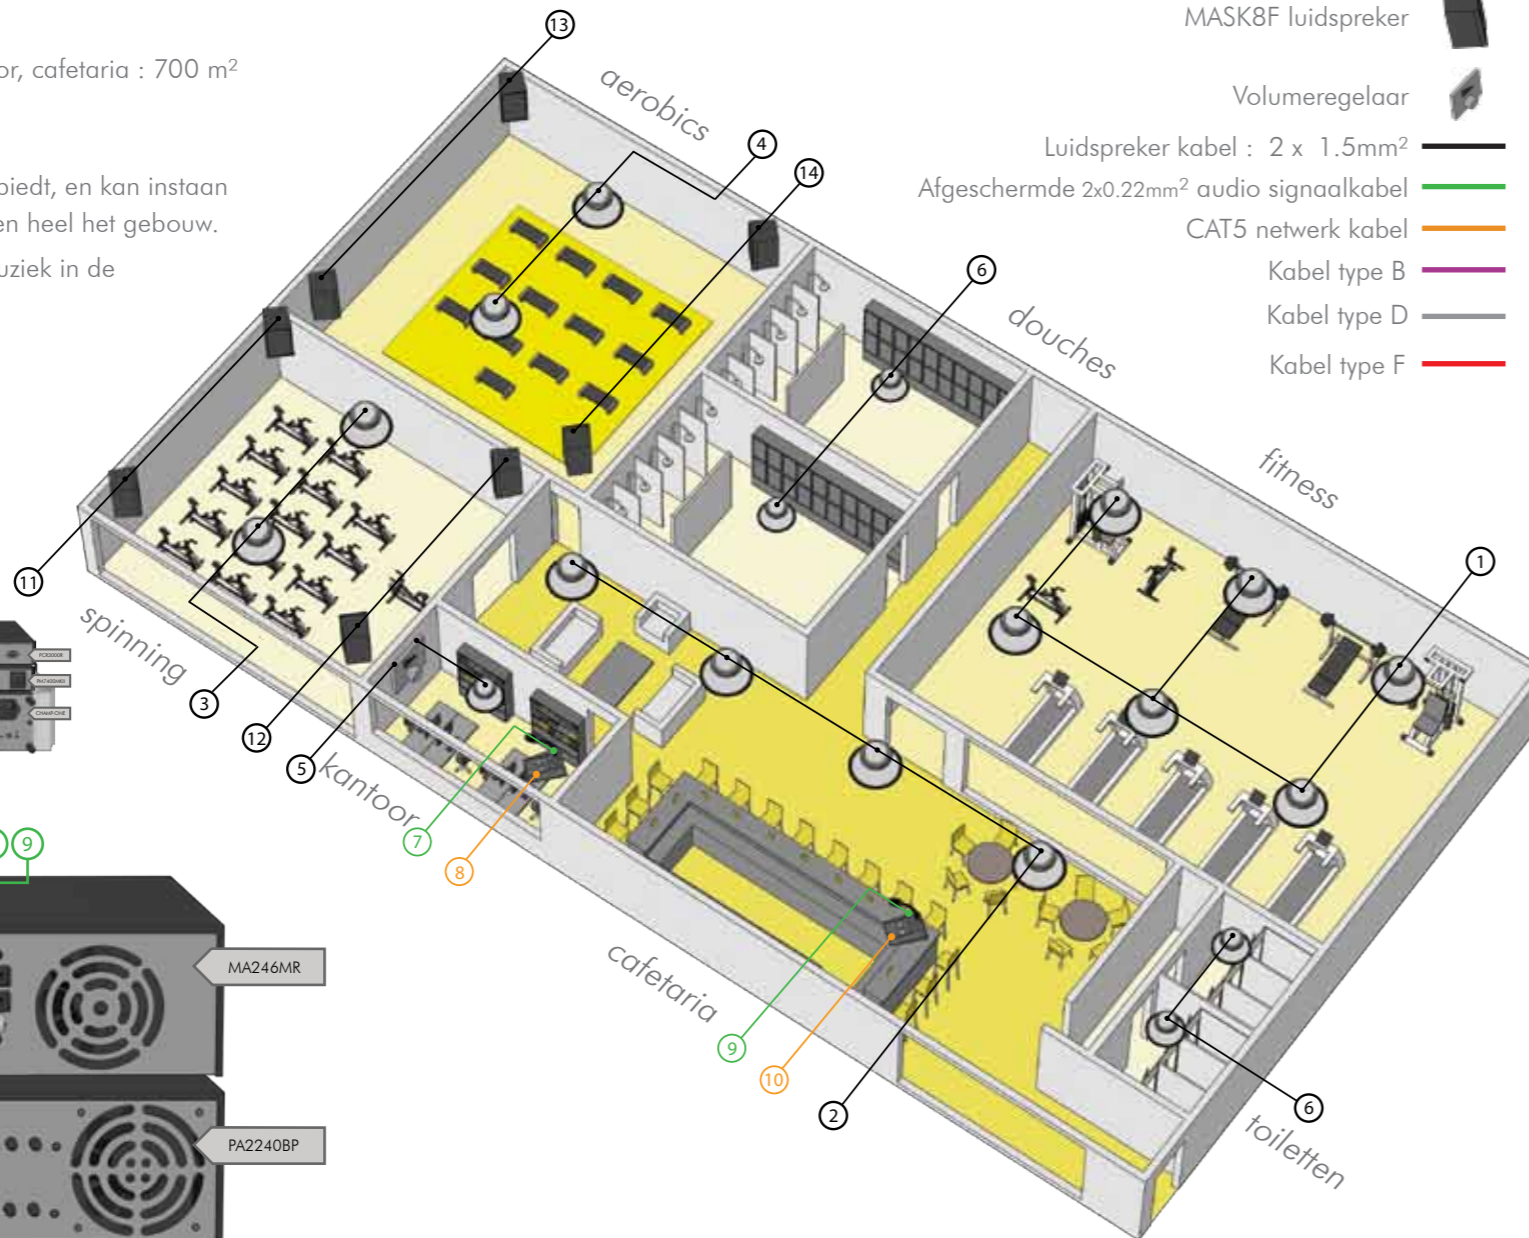 or, cafetaria : 700 m²
biedt, en kan instaan
en heel het gebouw.
uziek in de
MASK8F luidspreker
Volumeregelaar
Luidspreker kabel : 2 x 1.5mm²
Afgeschermde 2x0.22mm² audio signaalkabel
CAT5 netwerk kabel
Kabel type B
Kabel type D
Kabel type F
13
aerobics
4
14
6
douches
fitness
1
11
spinning
3
12
5
kantoor
7
8
cafetaria
9
10
2
6
toiletten
CHAMP-ONE
9
MA246MR
PA2240BP